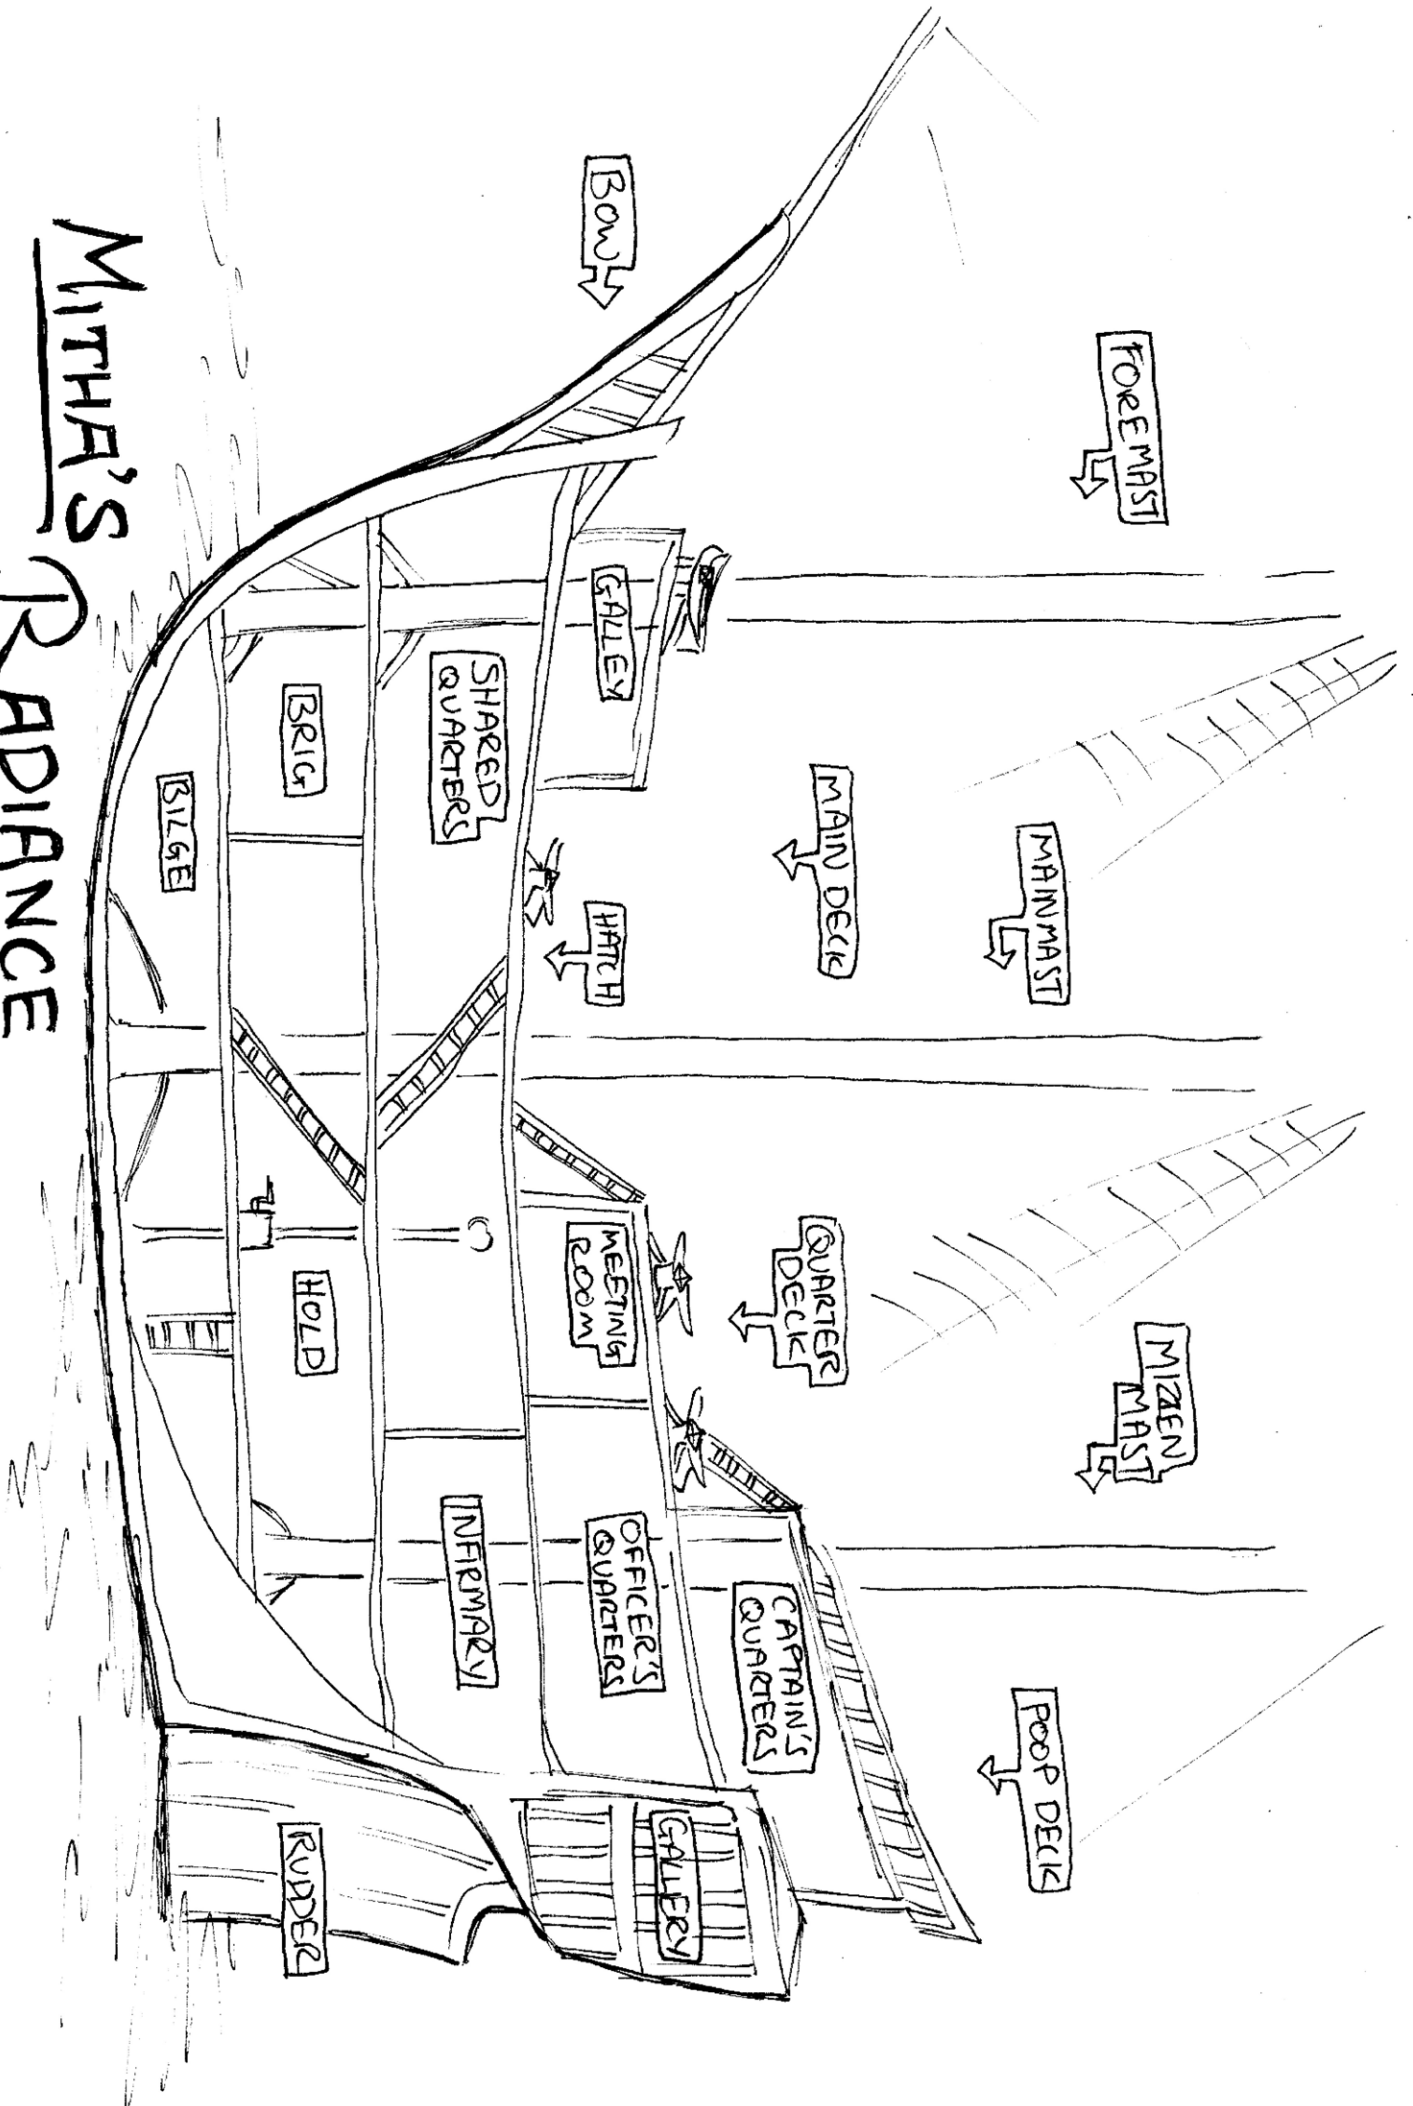 FOREMAST
MIZZEN
MAST
MAINMAST
POOP DECK
MAIN DECK
QUARTER
DECK
CAPTAIN'S
QUARTERS
BOW
GALLEY
HATCH
MEETING
ROOM
OFFICER'S
QUARTERS
GALLERY
SHARED
QUARTERS
INFIRMARY
BRIG
HOLD
RUDDER
BILGE
MITHA'S RADIANCE